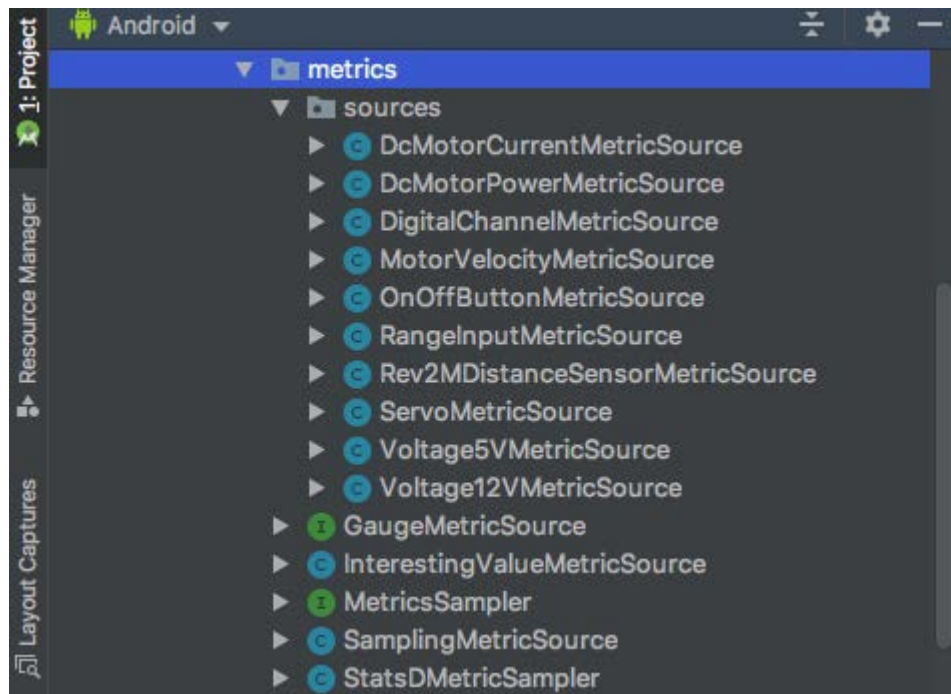 Android
1: Project
Resource Manager
Layout Captures
metrics
sources
C DcMotorCurrentMetricSource
C DcMotorPowerMetricSource
C DigitalChannelMetricSource
C MotorVelocityMetricSource
C OnOffButtonMetricSource
C RangeInputMetricSource
C Rev2MDistanceSensorMetricSource
C ServoMetricSource
C Voltage5VMetricSource
C Voltage12VMetricSource
I GaugeMetricSource
C InterestingValueMetricSource
I MetricsSampler
C SamplingMetricSource
C StatsDMetricSampler